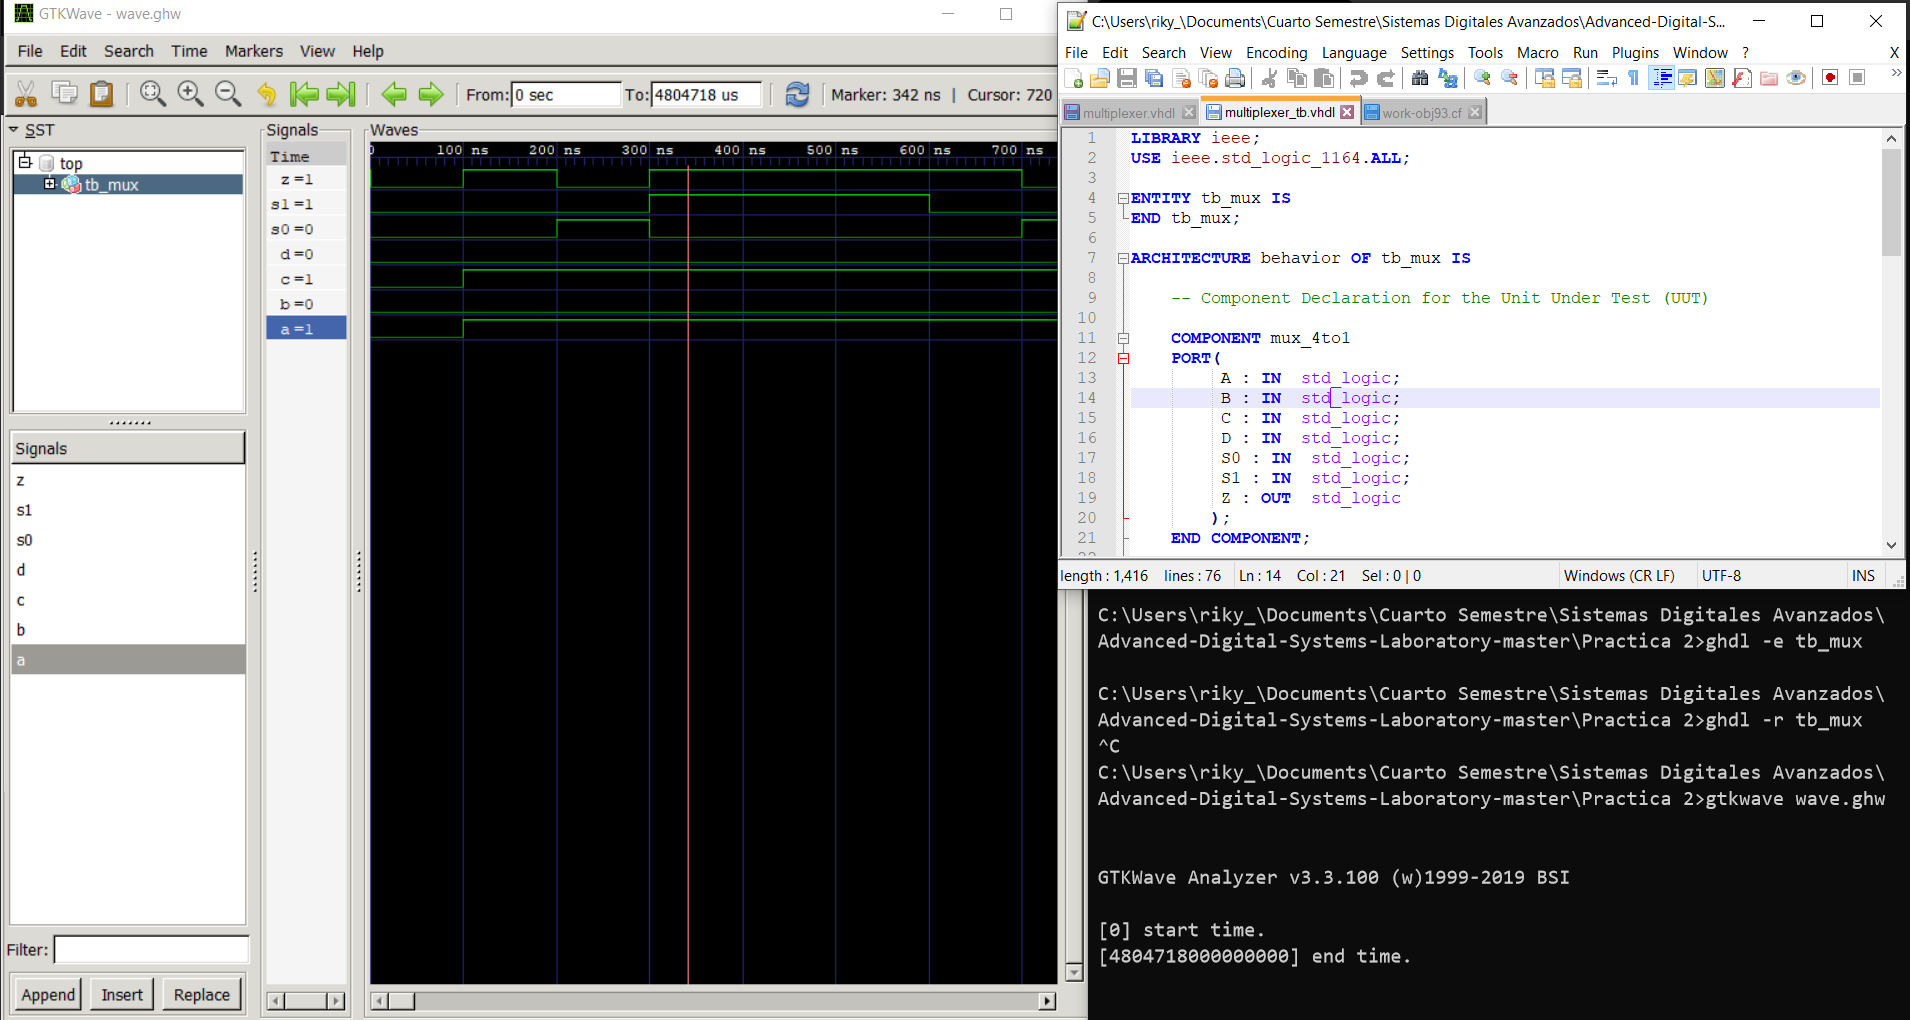 GTKWave - wave.ghw
File Edit Search Time Markers View Help
From: 0 sec To: 4804718 us Marker: 342 ns | Cursor: 720
SST
top
tb_mux
Signals
z
s1
s0
d
c
b
a
Filter:
Append Insert Replace
Signals
Time
z =1
s1 =1
s0 =0
d =0
c =1
b =0
a =1
Waves
100 ns 200 ns 300 ns 400 ns 500 ns 600 ns 700 ns
C:\Users\riky_\Documents\Cuarto Semestre\Sistemas Digitales Avanzados\Advanced-Digital-S...
File Edit Search View Encoding Language Settings Tools Macro Run Plugins Window ? X
multiplexer.vhdl multiplexer_tb.vhdl work-obj93.cf
1 LIBRARY ieee;
2 USE ieee.std_logic_1164.ALL;
3
4 ENTITY tb_mux IS
5 END tb_mux;
6
7 ARCHITECTURE behavior OF tb_mux IS
8
9 -- Component Declaration for the Unit Under Test (UUT)
10
11 COMPONENT mux_4to1
12 PORT(
13 A : IN std_logic;
14 B : IN std_logic;
15 C : IN std_logic;
16 D : IN std_logic;
17 S0 : IN std_logic;
18 S1 : IN std_logic;
19 Z : OUT std_logic
20 );
21 END COMPONENT;
length : 1,416 lines : 76 Ln : 14 Col : 21 Sel : 0 | 0 Windows (CR LF) UTF-8 INS
C:\Users\riky_\Documents\Cuarto Semestre\Sistemas Digitales Avanzados\
Advanced-Digital-Systems-Laboratory-master\Practica 2>ghdl -e tb_mux
C:\Users\riky_\Documents\Cuarto Semestre\Sistemas Digitales Avanzados\
Advanced-Digital-Systems-Laboratory-master\Practica 2>ghdl -r tb_mux
^C
C:\Users\riky_\Documents\Cuarto Semestre\Sistemas Digitales Avanzados\
Advanced-Digital-Systems-Laboratory-master\Practica 2>gtkwave wave.ghw
GTKWave Analyzer v3.3.100 (w)1999-2019 BSI
[0] start time.
[4804718000000000] end time.